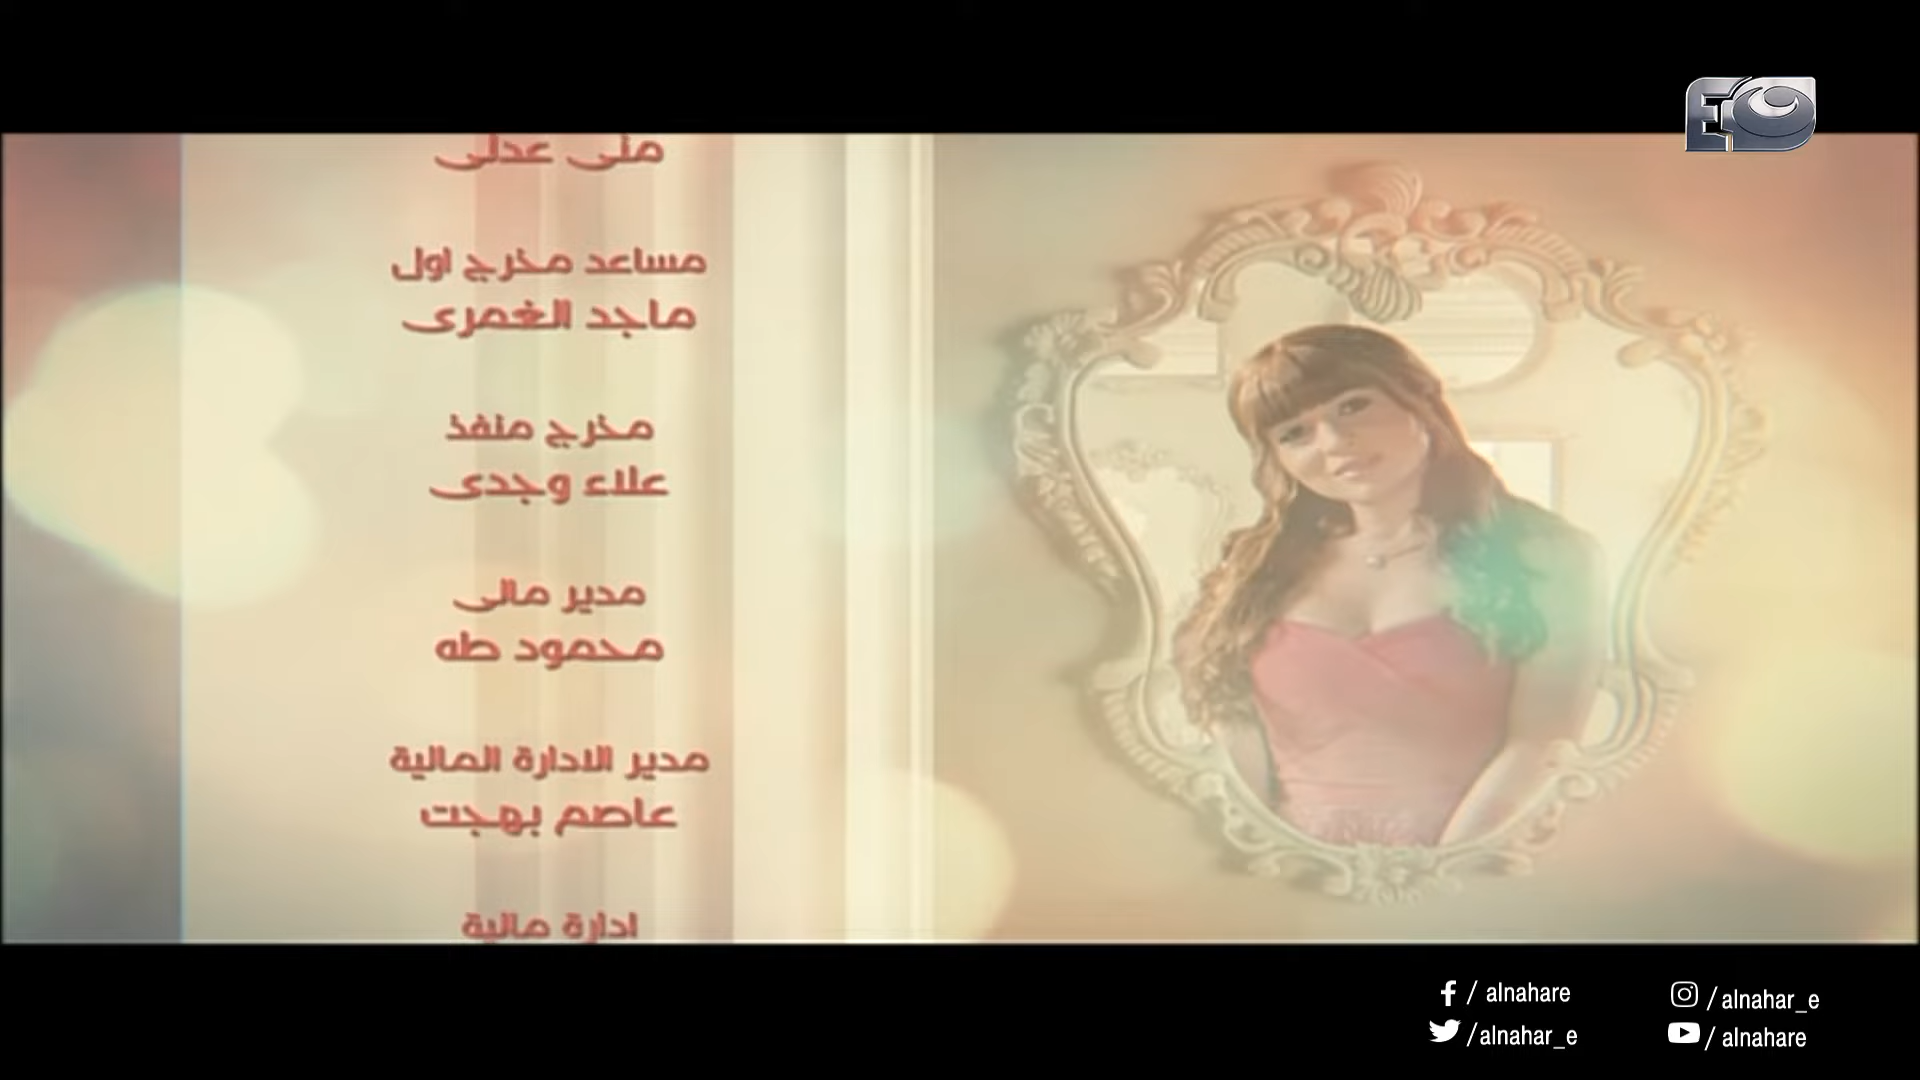 منى عدلى
مساعد مخرج اول
ماجد الغمرى
مخرج منفذ
علاء وجدى
مدير مالى
محمود طه
مدير الادارة المالية
عاصم بهجت
ادارة مالية
E
/ alnahare
/alnahar_e
/alnahar_e
/ alnahare